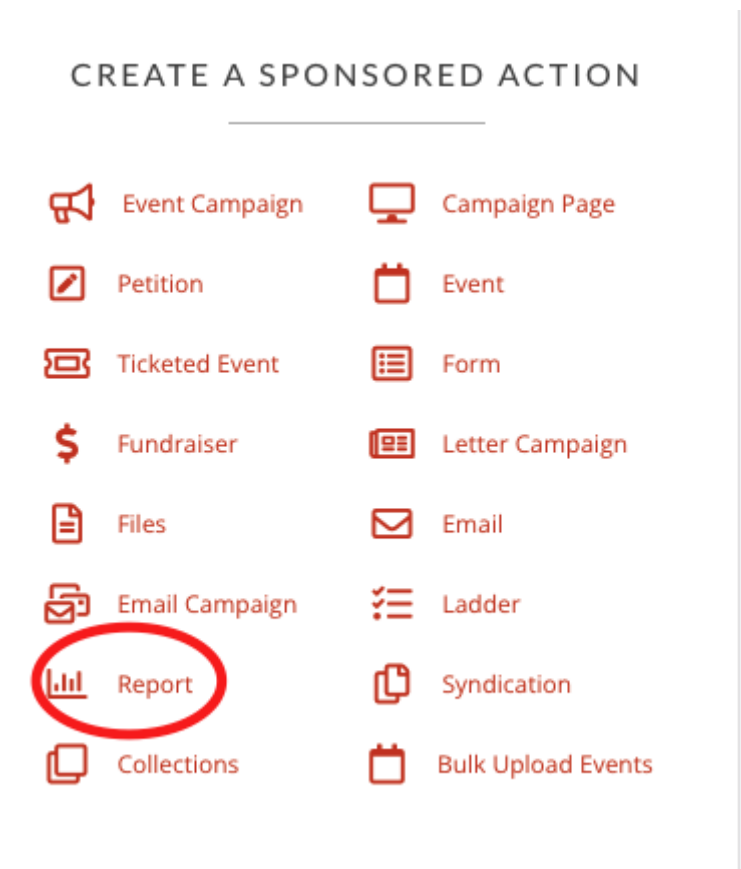 CREATE A SPONSORED ACTION
Event Campaign
Campaign Page
Petition
Event
Ticketed Event
Form
Fundraiser
Letter Campaign
Files
Email
Email Campaign
Ladder
Report
Syndication
Collections
Bulk Upload Events